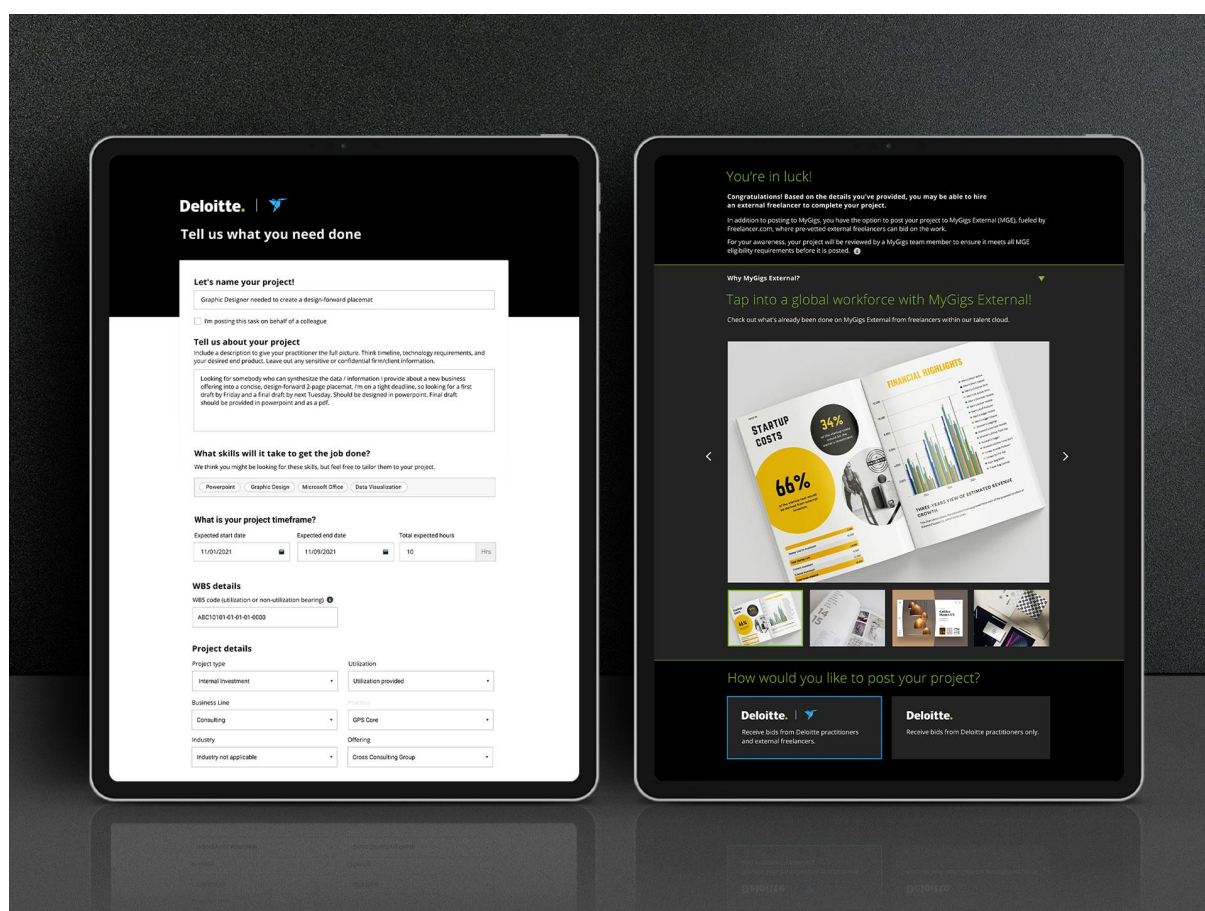 Deloitte.
Tell us what you need done
Let's name your project!
Graphic Designer needed to create a design-forward placemat
I'm posting this task on behalf of a colleague
Tell us about your project
Include a description to give your practitioner the full picture. Think timeline, technology requirements, and
your desired end product. Leave out any sensitive or confidential firm/client information.
Looking for somebody who can synthesize the data / information I provide about a new business
offering into a concise, design-forward 2-page placemat. I'm on a tight deadline, so looking for a first
draft by Friday and a final draft by next Tuesday. Should be designed in powerpoint. Final draft
should be provided in powerpoint and as a pdf.
What skills will it take to get the job done?
We think you might be looking for these skills, but feel free to tailor them to your project.
Powerpoint Graphic Design Microsoft Office Data Visualization
What is your project timeframe?
Expected start date Expected end date Total expected hours
11/01/2021 11/09/2021 10 Hrs
WBS details
WBS code (utilization or non-utilization bearing)
ABC10101-01-01-01-0000
Project details
Project type Utilization
Internal Investment Utilization provided
Business Line Practice
Consulting GPS Core
Industry Offering
Industry not applicable Cross Consulting Group
You're in luck!
Congratulations! Based on the details you've provided, you may be able to hire
an external freelancer to complete your project.
In addition to posting to MyGigs, you have the option to post your project to MyGigs External (MGE), fueled by
Freelancer.com, where pre-vetted external freelancers can bid on the work.
For your awareness, your project will be reviewed by a MyGigs team member to ensure it meets all MGE
eligibility requirements before it is posted.
Why MyGigs External?
Tap into a global workforce with MyGigs External!
Check out what's already been done on MyGigs External from freelancers within our talent cloud.
STARTUP
COSTS
34%
66%
FINANCIAL HIGHLIGHTS
THREE-YEARS VIEW OF ESTIMATED REVENUE
GROWTH
How would you like to post your project?
Deloitte.
Receive bids from Deloitte practitioners
and external freelancers.
Deloitte.
Receive bids from Deloitte practitioners only.